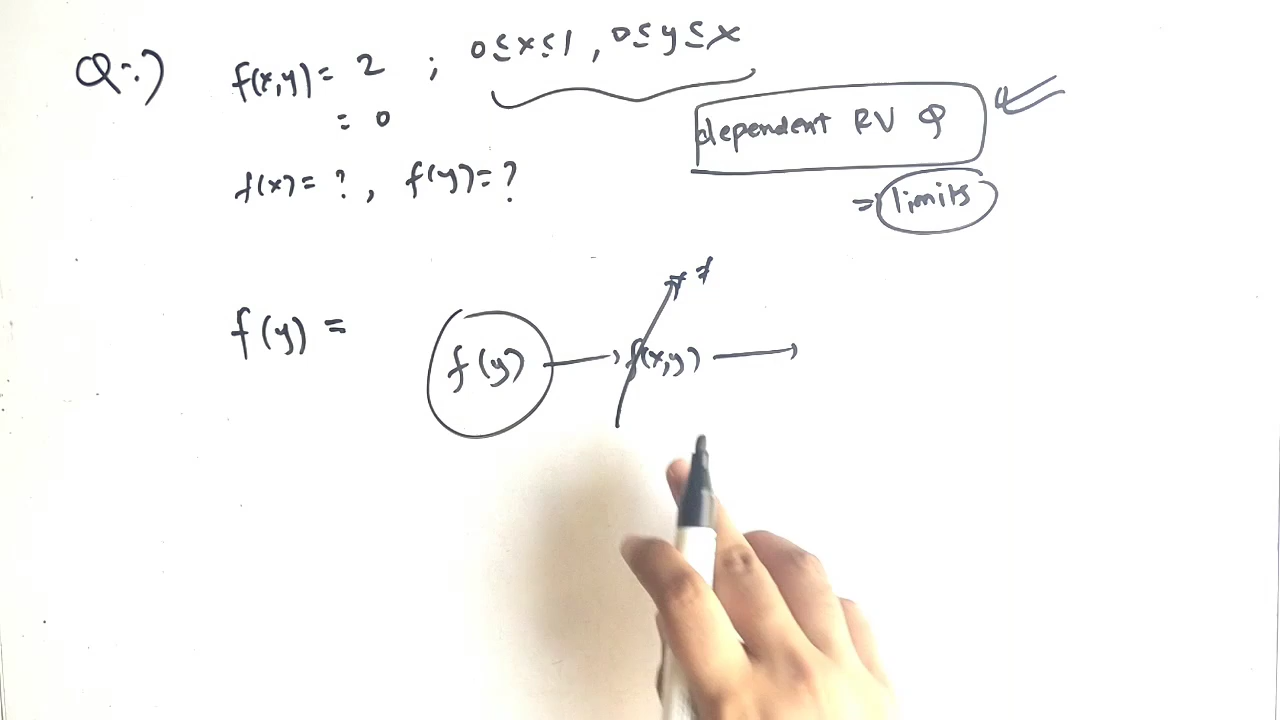 Q:-) f(x,y) = 2 ; 0≤x≤1, 0≤y≤x
= 0
dependent RV Q
f(x) = ?, f(y) = ?
⇒ limits
f(y) =
f(y) → f(x,y) →